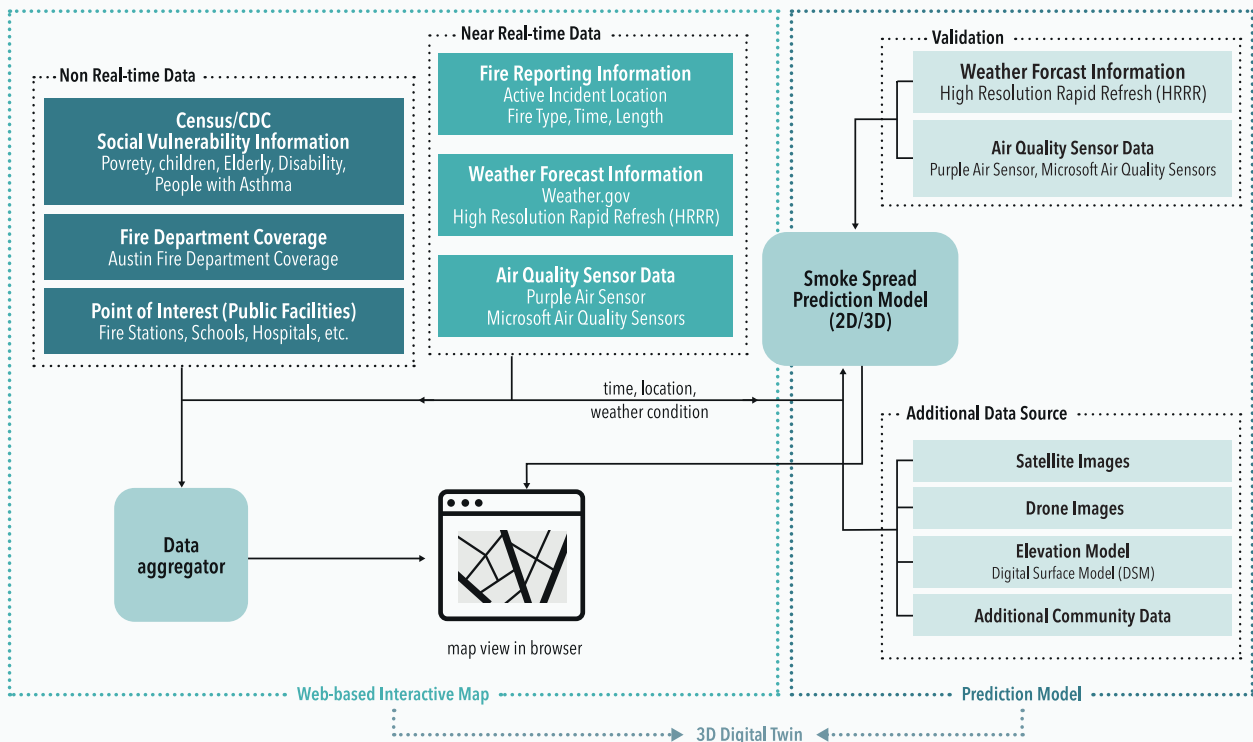 Non Real-time Data
Census/CDC
Social Vulnerability Information
Povrety, children, Elderly, Disability,
People with Asthma
Fire Department Coverage
Austin Fire Department Coverage
Point of Interest (Public Facilities)
Fire Stations, Schools, Hospitals, etc.
Near Real-time Data
Fire Reporting Information
Active Incident Location
Fire Type, Time, Length
Weather Forecast Information
Weather.gov
High Resolution Rapid Refresh (HRRR)
Air Quality Sensor Data
Purple Air Sensor
Microsoft Air Quality Sensors
time, location,
weather condition
Data
aggregator
map view in browser
Web-based Interactive Map
Validation
Weather Forcast Information
High Resolution Rapid Refresh (HRRR)
Air Quality Sensor Data
Purple Air Sensor, Microsoft Air Quality Sensors
Smoke Spread
Prediction Model
(2D/3D)
Additional Data Source
Satellite Images
Drone Images
Elevation Model
Digital Surface Model (DSM)
Additional Community Data
Prediction Model
3D Digital Twin